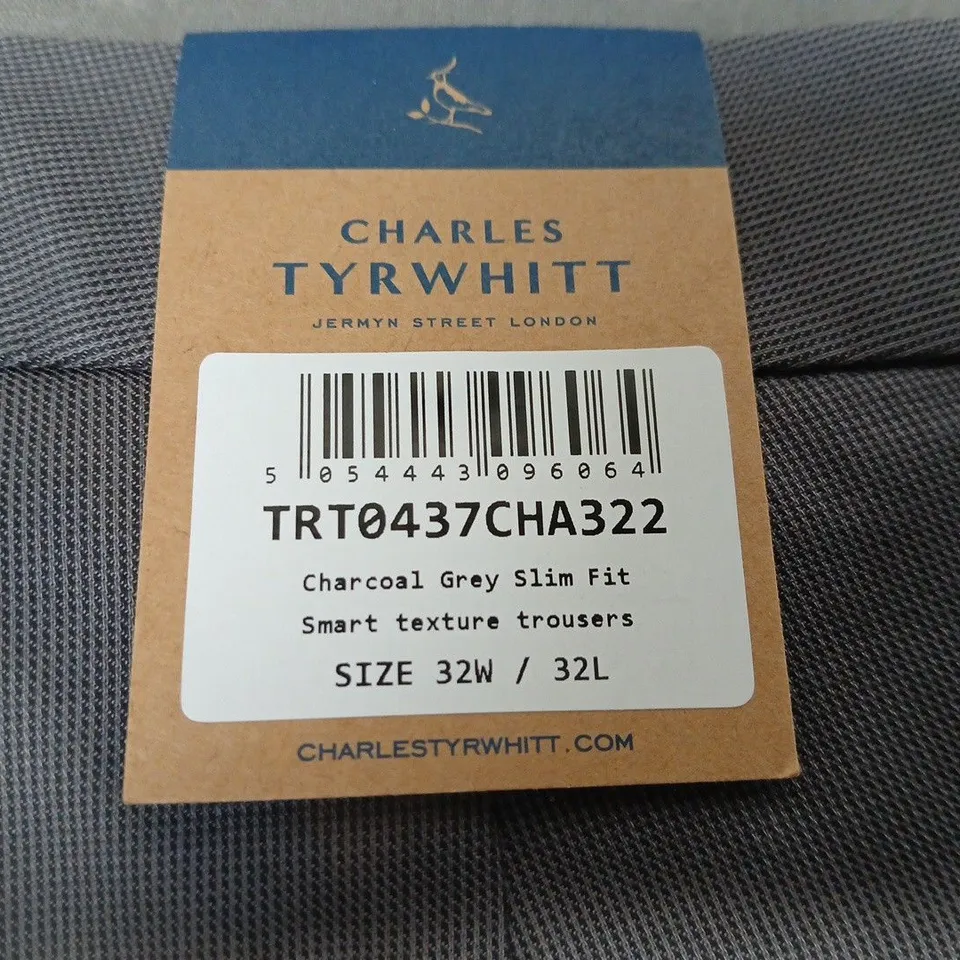 CHARLES
TYRWHITT
JERMYN STREET LONDON
5 054443 096064
TRT0437CHA322
Charcoal Grey Slim Fit
Smart texture trousers
SIZE 32W / 32L
CHARLESTYRWHITT.COM